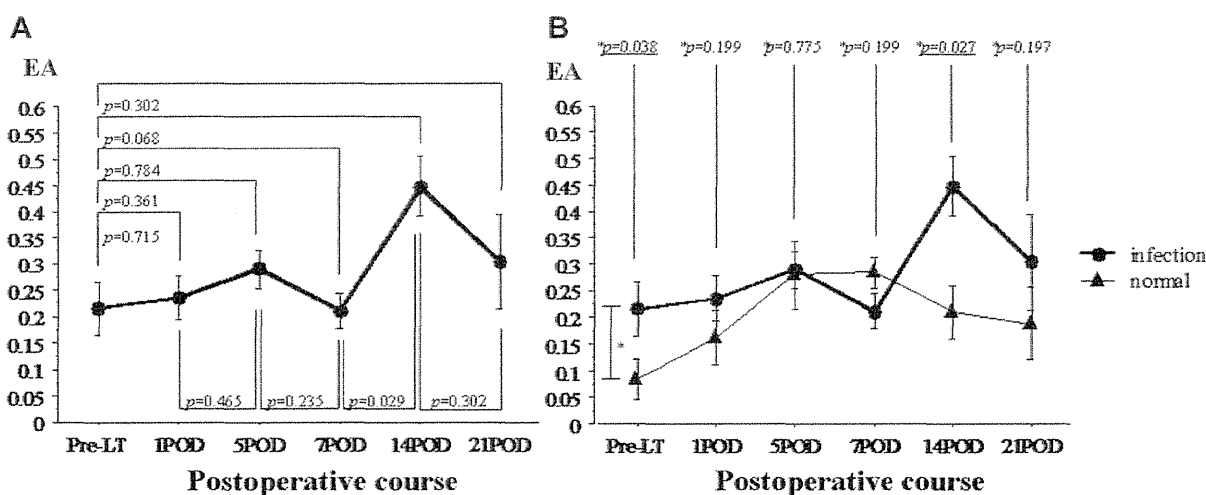 A
EA
0.6
0.55
0.5
0.45
0.4
0.35
0.3
0.25
0.2
0.15
0.1
0.05
0
p=0.302
p=0.068
p=0.784
p=0.361
p=0.715
p=0.465
p=0.235
p=0.029
p=0.302
Pre-LT 1POD 5POD 7POD 14POD 21POD
Postoperative course
B
*p=0.038 *p=0.199 *p=0.775 *p=0.199 *p=0.027 *p=0.197
EA
0.6
0.55
0.5
0.45
0.4
0.35
0.3
0.25
0.2
0.15
0.1
0.05
0
*
Pre-LT 1POD 5POD 7POD 14POD 21POD
Postoperative course
infection
normal